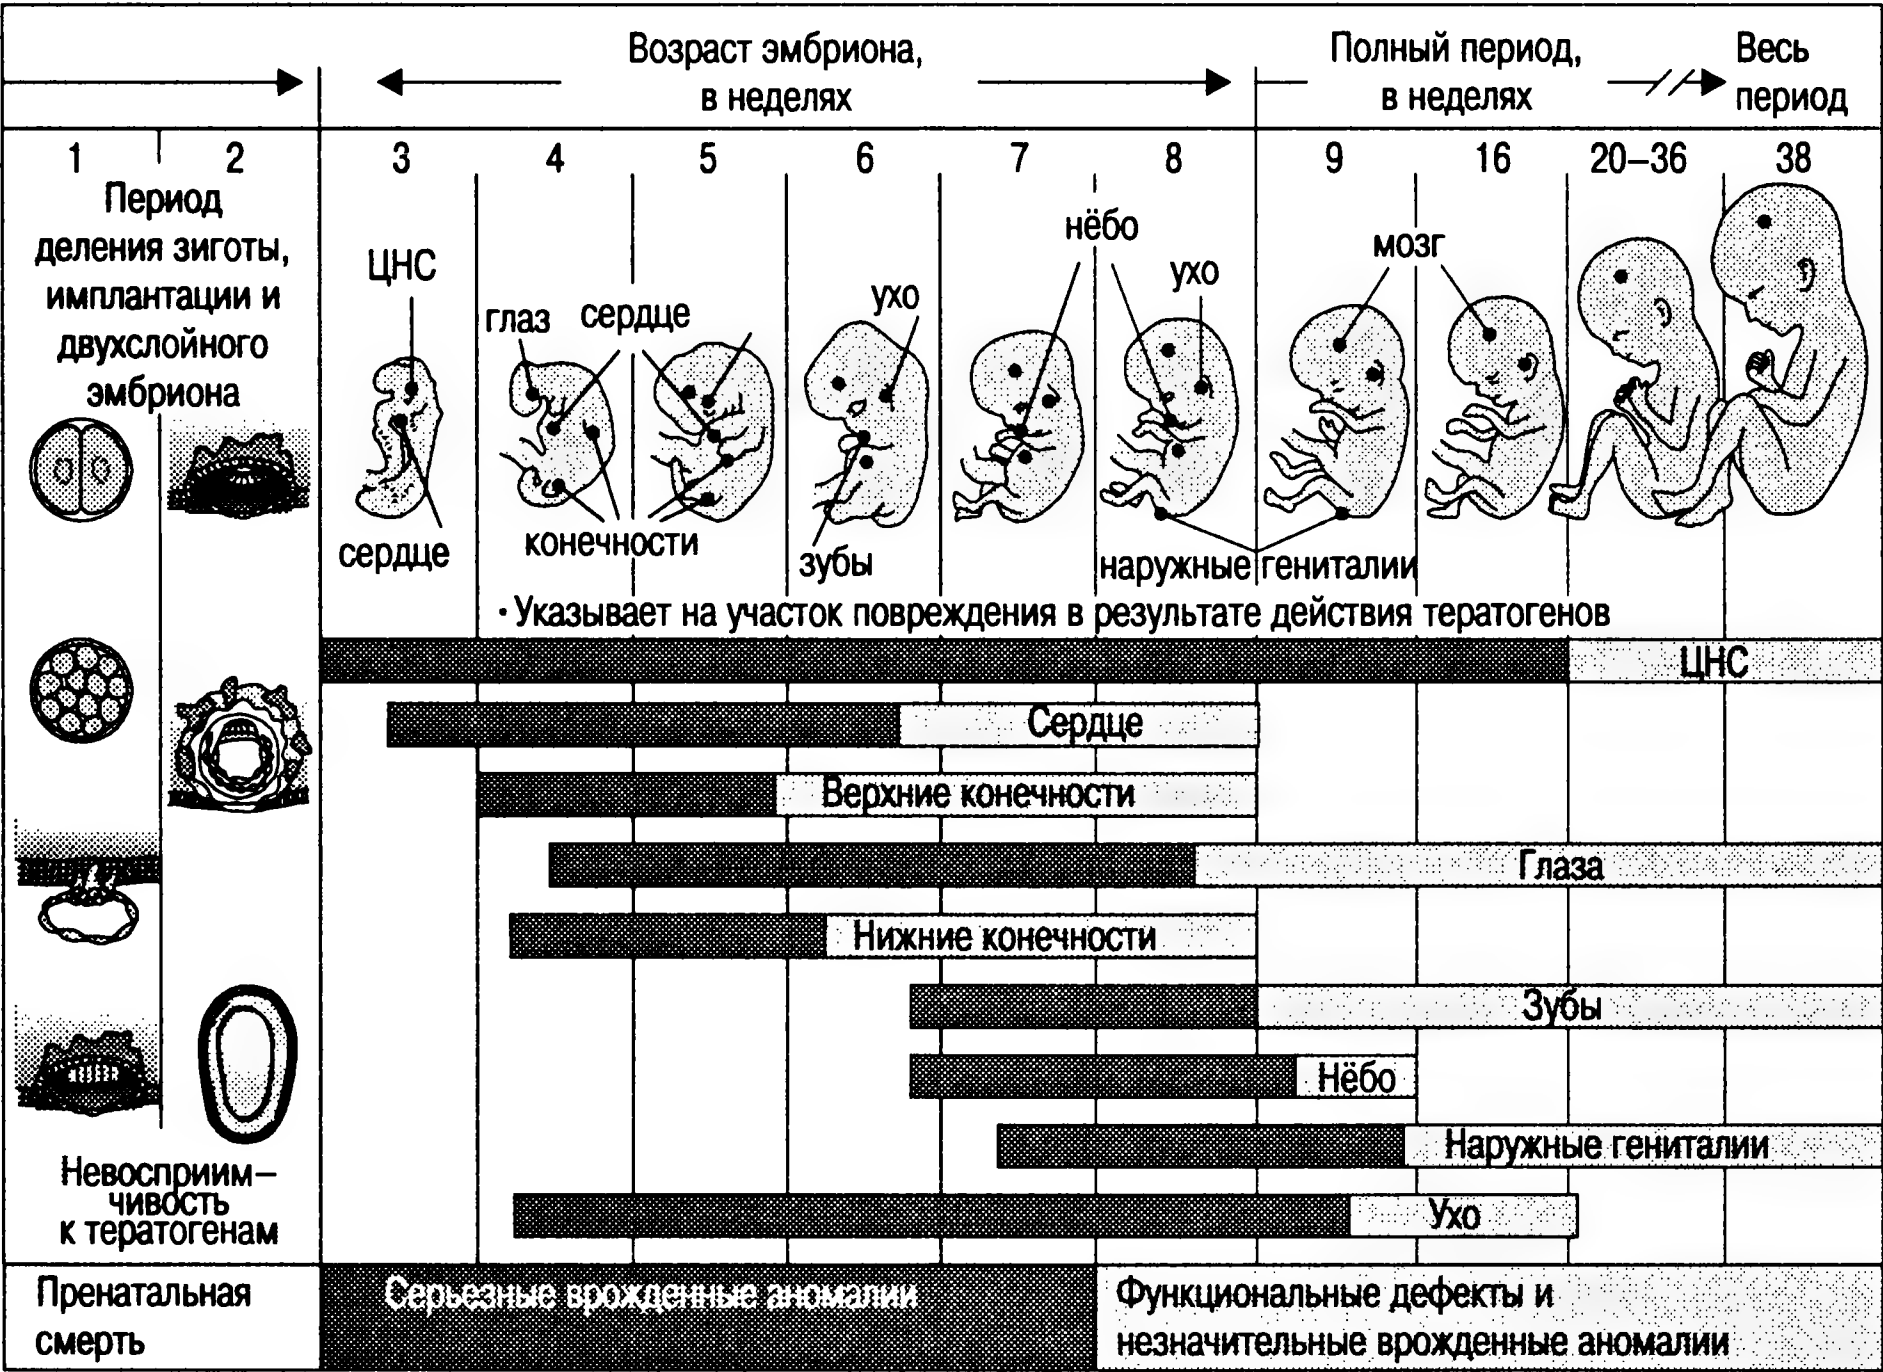 Возраст эмбриона,
в неделях
Полный период,
в неделях
Весь
период
1
2
3
4
5
6
7
8
9
16
20–36
38
Период
деления зиготы,
имплантации и
двухслойного
эмбриона
ЦНС
сердце
глаз
сердце
конечности
ухо
зубы
нёбо
ухо
наружные гениталии
мозг
· Указывает на участок повреждения в результате действия тератогенов
ЦНС
Сердце
Верхние конечности
Глаза
Нижние конечности
Зубы
Нёбо
Наружные гениталии
Ухо
Невосприим–
чивость
к тератогенам
Пренатальная
смерть
Серьезные врожденные аномалии
Функциональные дефекты и
незначительные врожденные аномалии